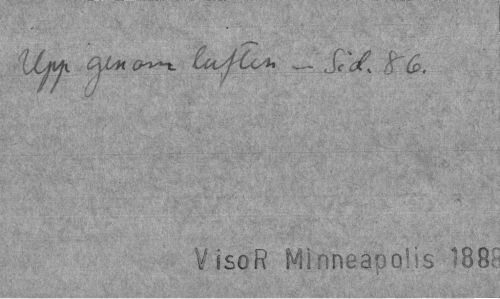 Upp genom luften – Sid. 86.
VisoR Minneapolis 1888